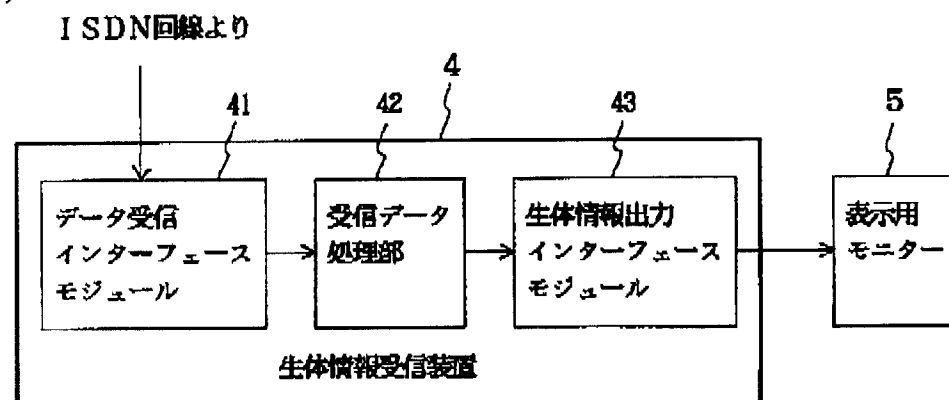 ISDN回線より
4
41
42
43
5
データ受信
インターフェース
モジュール
受信データ
処理部
生体情報出力
インターフェース
モジュール
表示用
モニター
生体情報受信装置